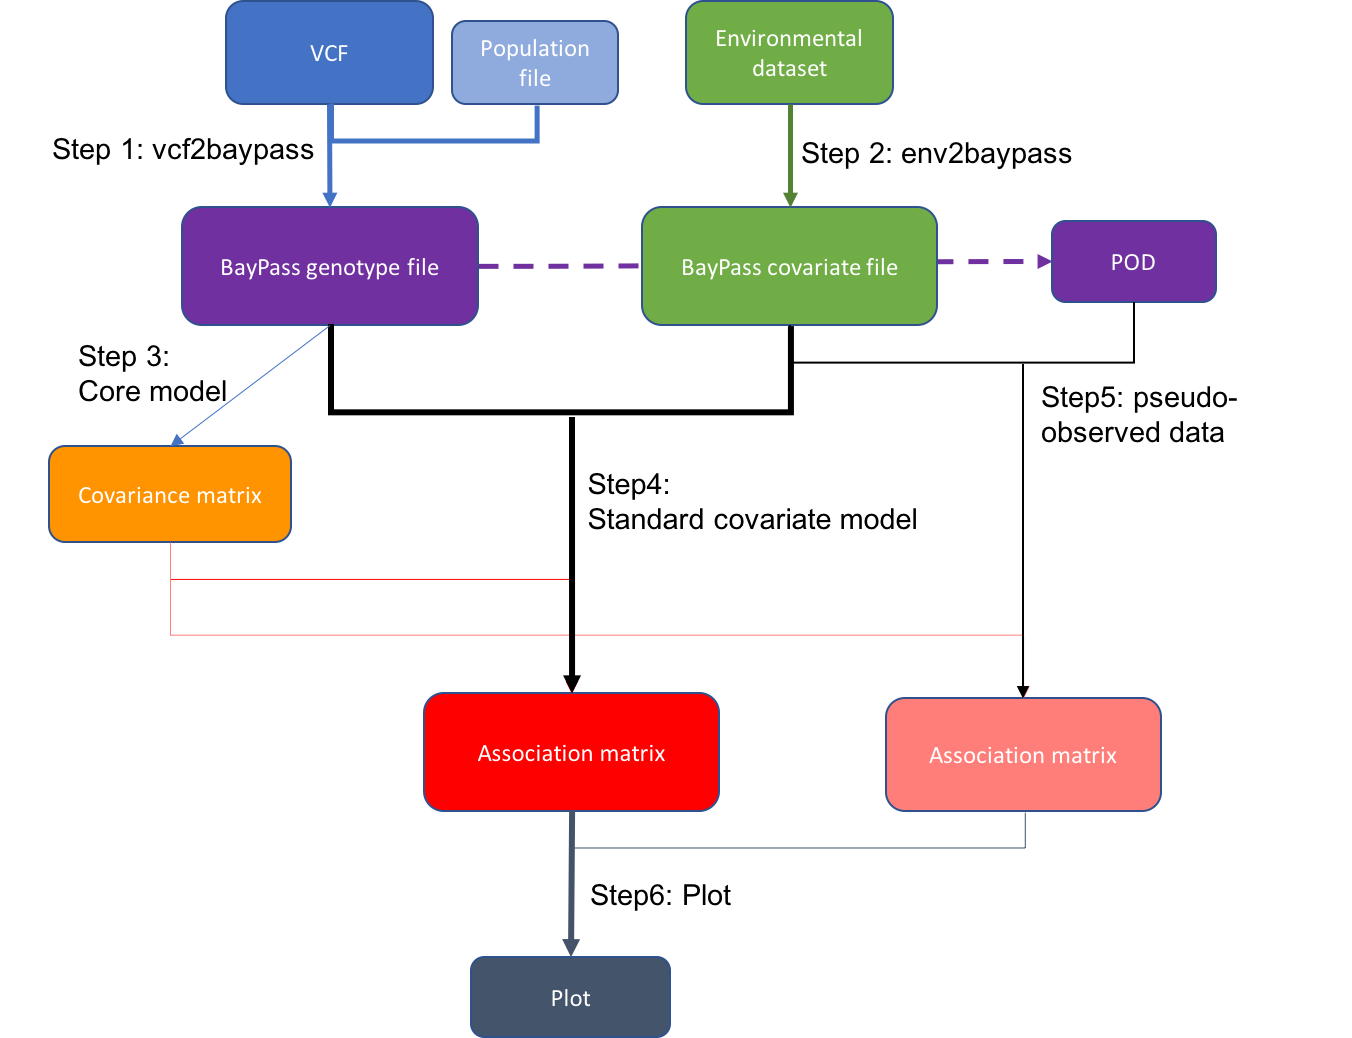 VCF
Population
file
Environmental
dataset
Step 1: vcf2baypass
Step 2: env2baypass
BayPass genotype file
BayPass covariate file
POD
Step 3:
Core model
Step5: pseudo-
observed data
Covariance matrix
Step4:
Standard covariate model
Association matrix
Association matrix
Step6: Plot
Plot